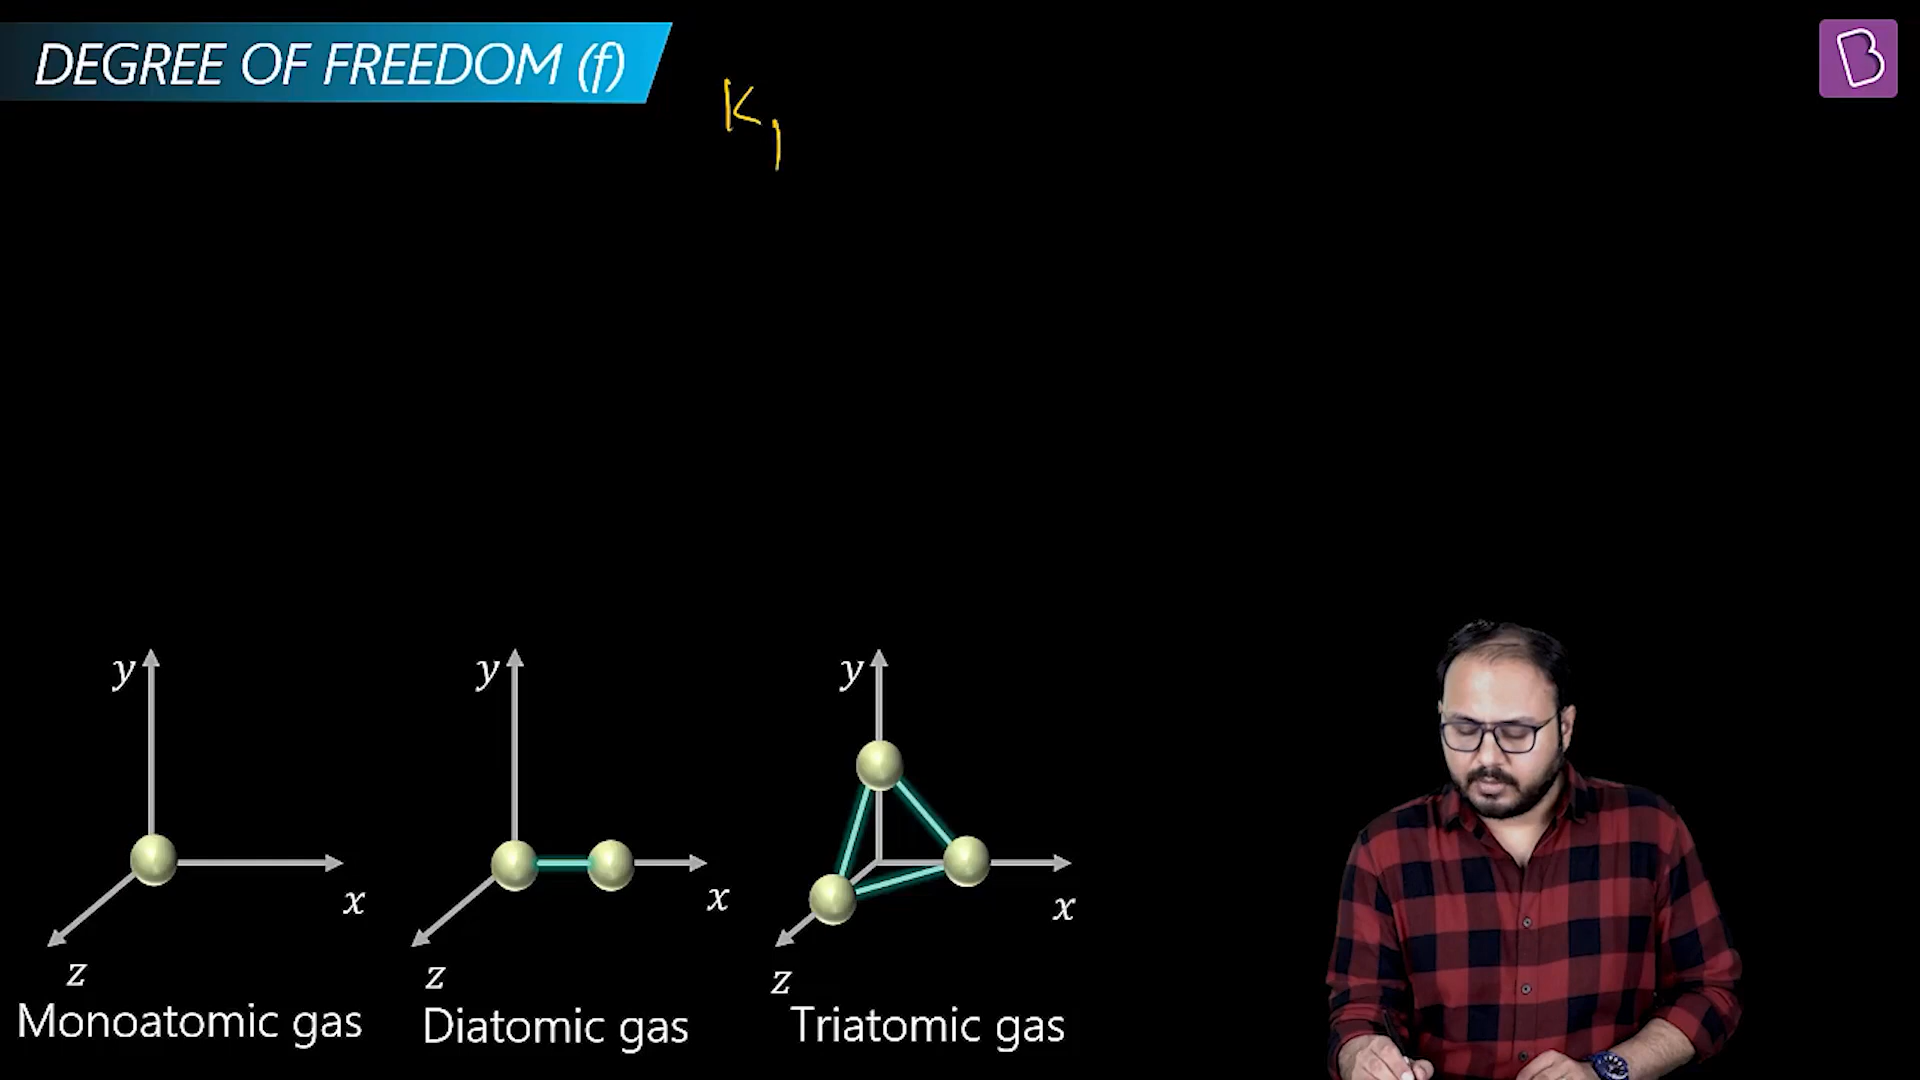 DEGREE OF FREEDOM (f)
K,
B
y
x
z
Monoatomic gas
y
x
z
Diatomic gas
y
x
z
Triatomic gas